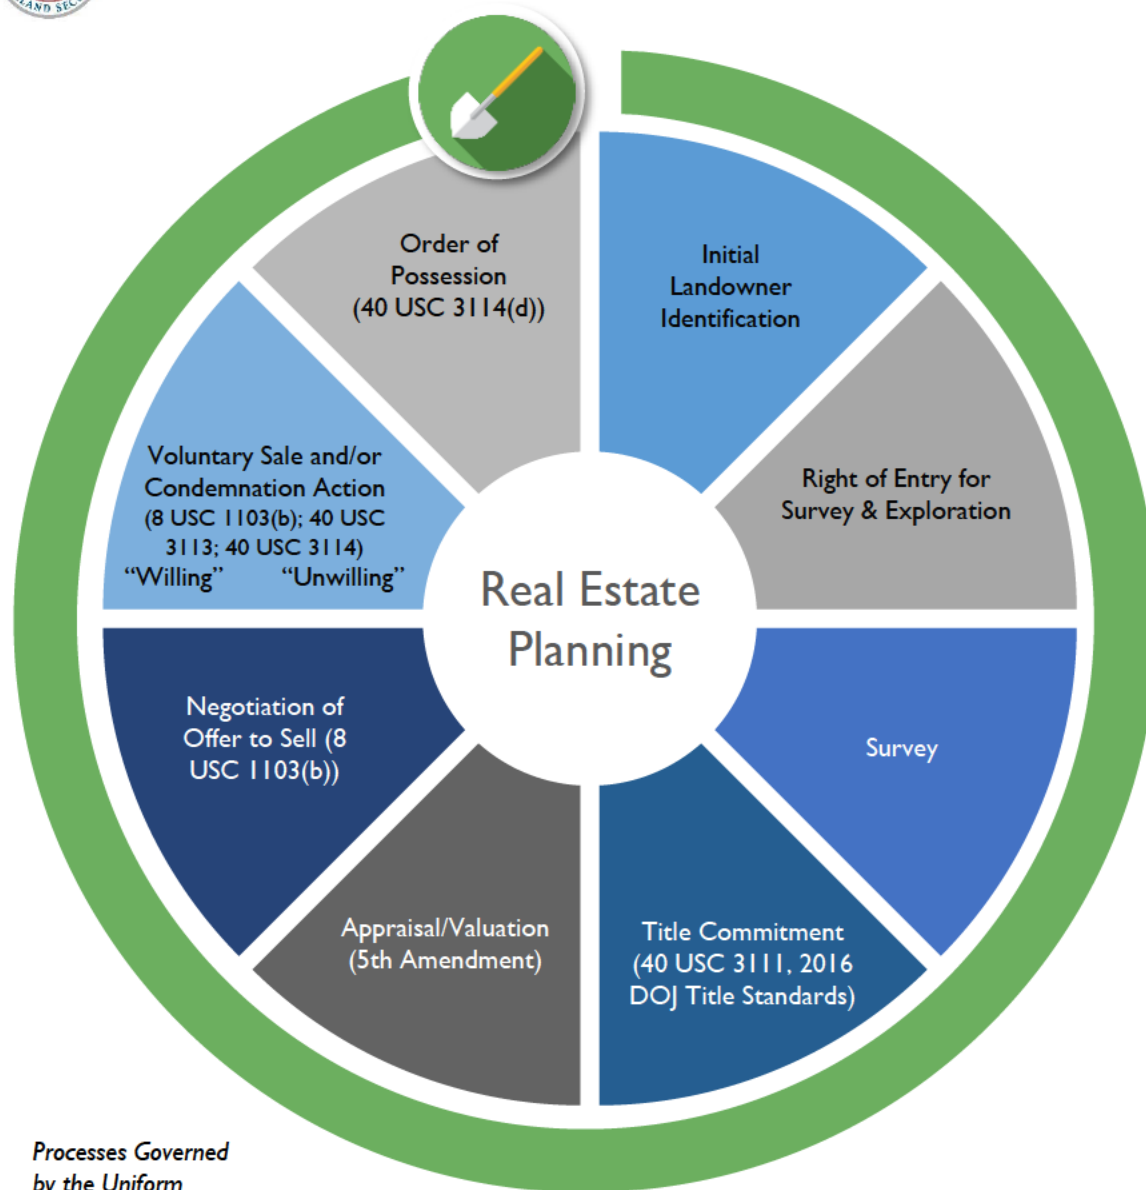 LAND SEC
Order of
Possession
(40 USC 3114(d))
Initial
Landowner
Identification
Voluntary Sale and/or
Condemnation Action
(8 USC 1103(b); 40 USC
3113; 40 USC 3114)
“Willing” “Unwilling”
Right of Entry for
Survey & Exploration
Real Estate
Planning
Negotiation of
Offer to Sell (8
USC 1103(b))
Survey
Appraisal/Valuation
(5th Amendment)
Title Commitment
(40 USC 3111, 2016
DOJ Title Standards)
Processes Governed
by the Uniform